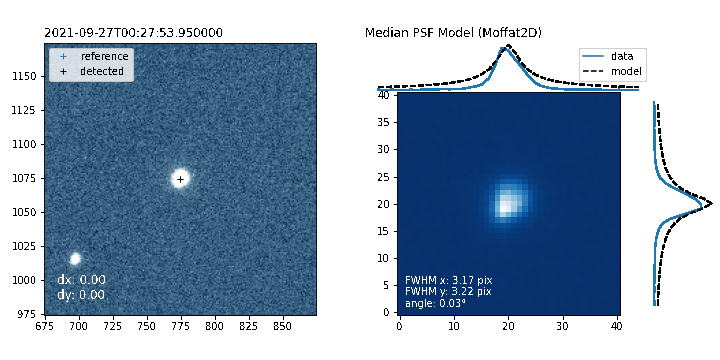 2021-09-27T00:27:53.950000
Median PSF Model (Moffat2D)
reference
detected
data
model
1150
1125
1100
1075
1050
1025
1000
975
dx: 0.00
dy: 0.00
675 700 725 750 775 800 825 850
40
35
30
25
20
15
10
5
0
FWHM x: 3.17 pix
FWHM y: 3.22 pix
angle: 0.03°
0 10 20 30 40